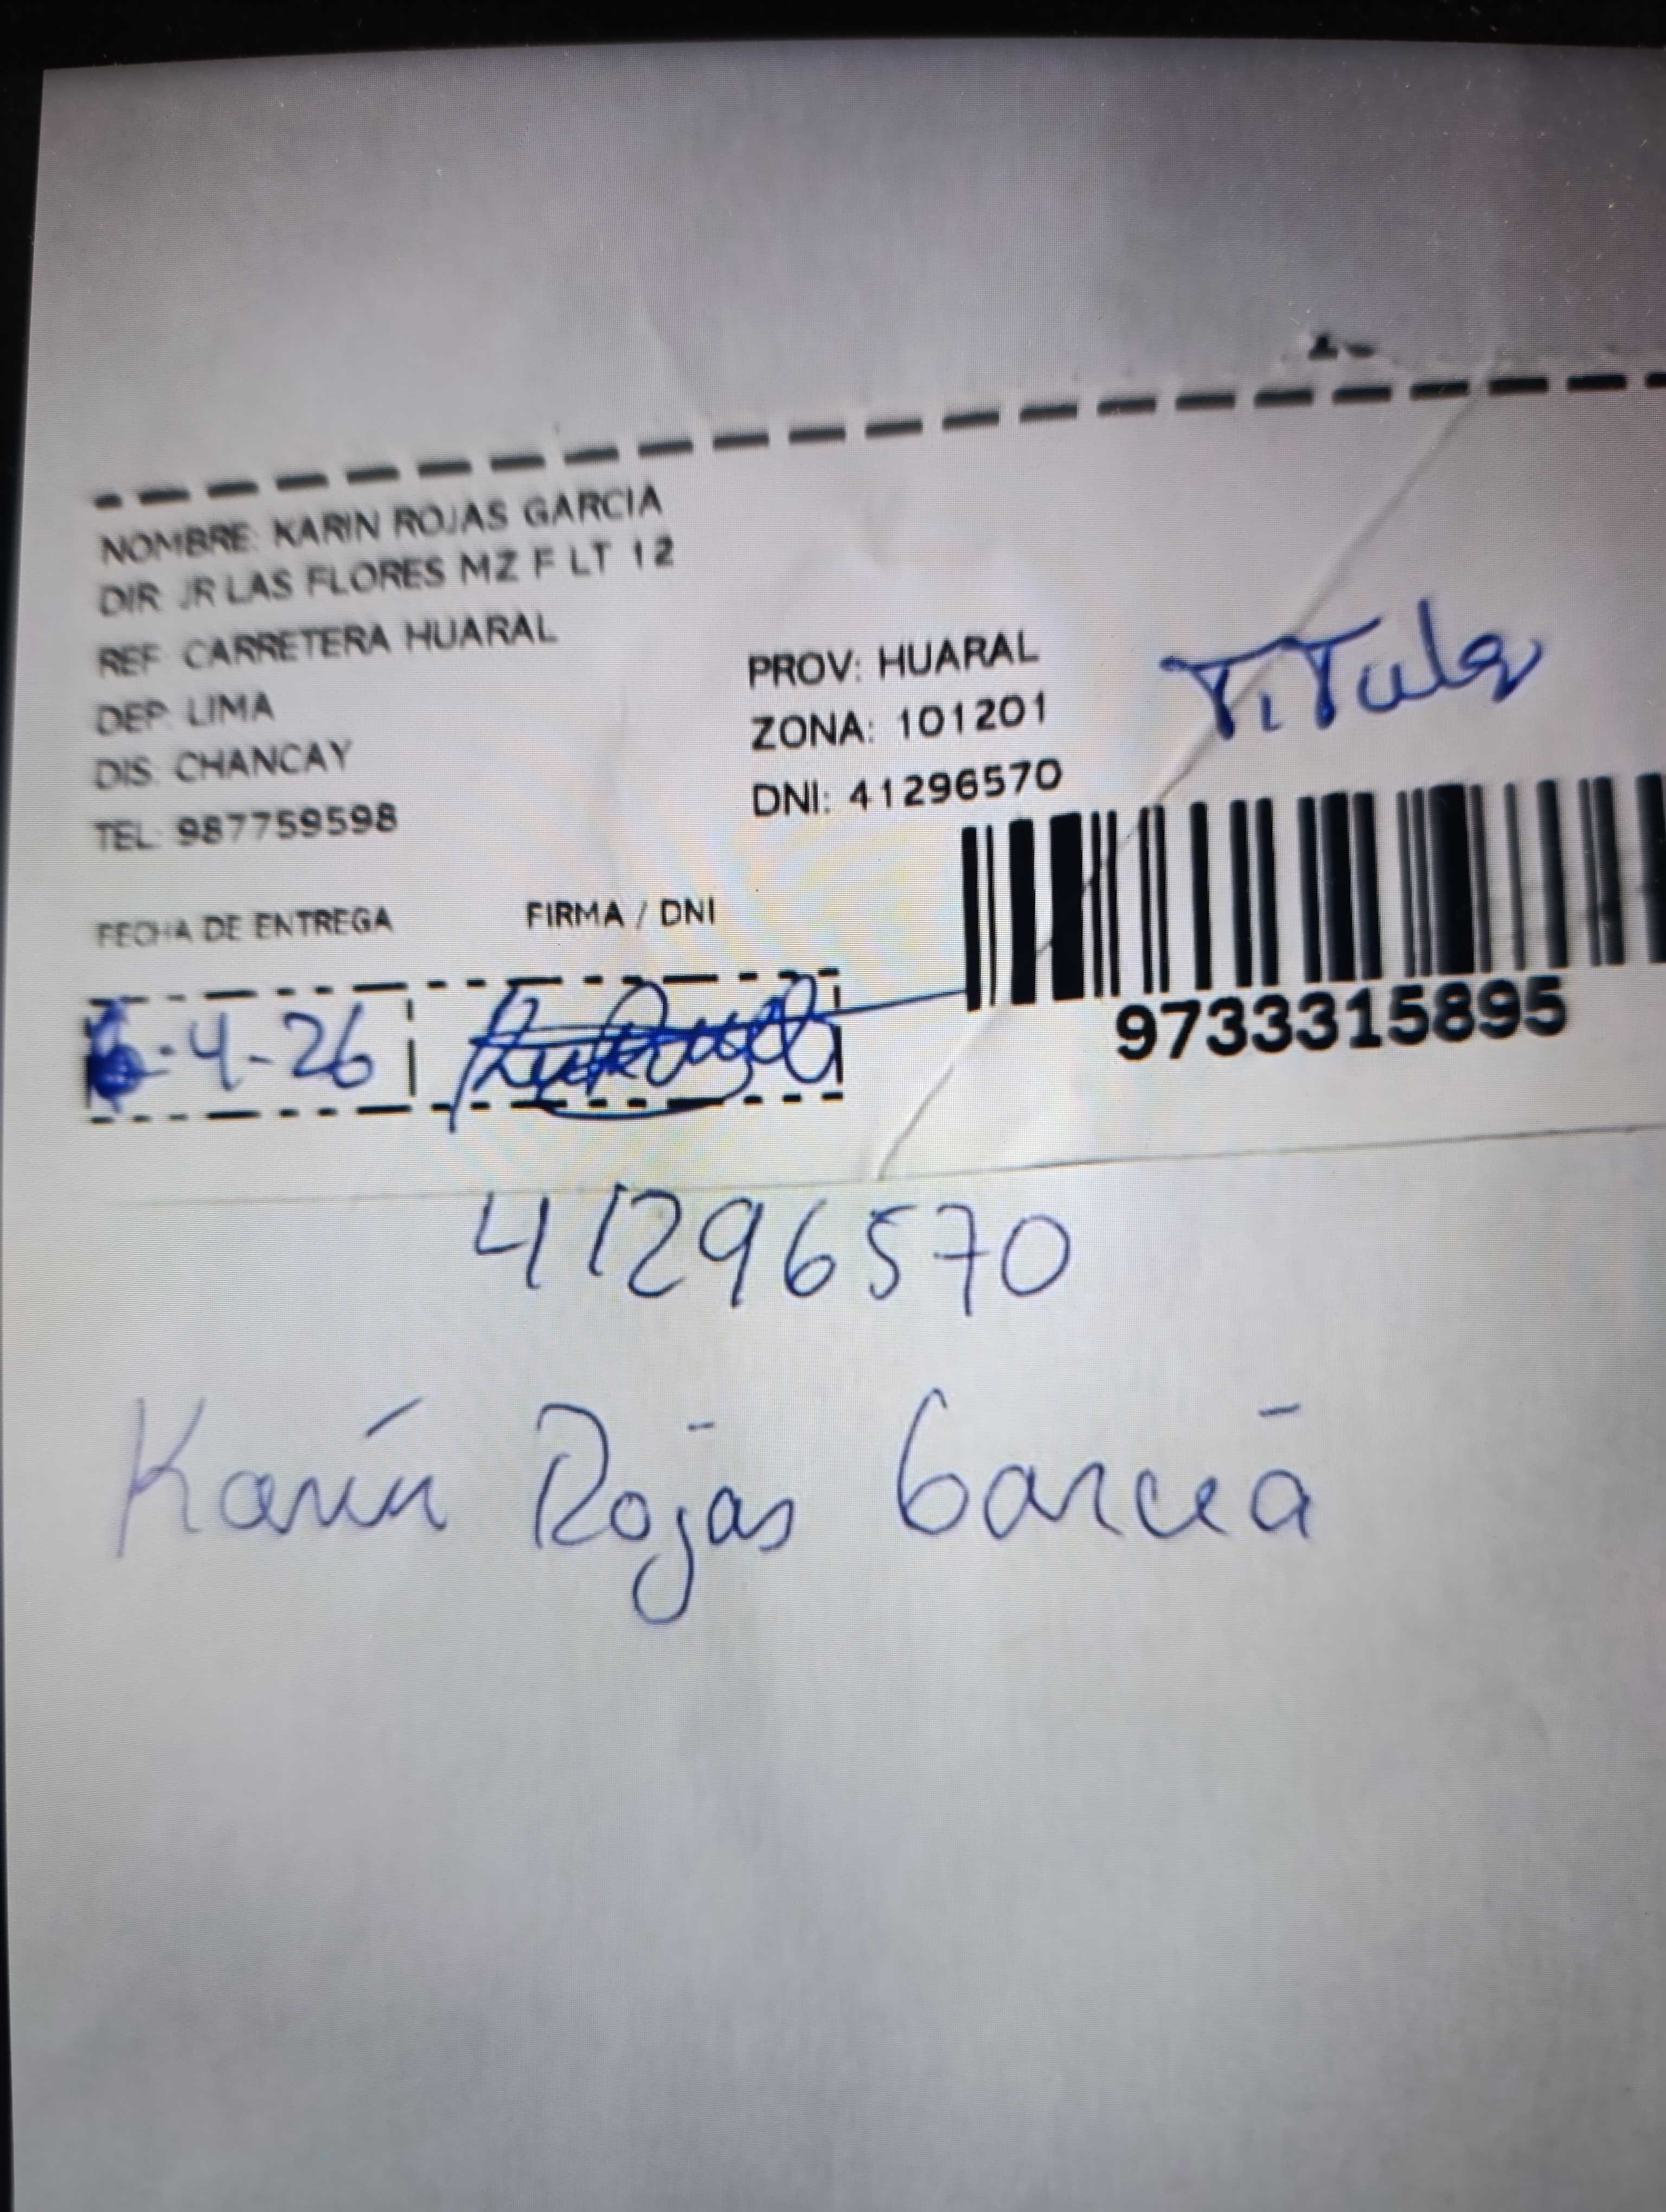 NOMBRE: KARIN ROJAS GARCIA
DIR: JR LAS FLORES MZ F LT 12
REF: CARRETERA HUARAL
DEP: LIMA
PROV: HUARAL
TiTular
DIS: CHANCAY
ZONA: 101201
TEL: 987759598
DNI: 41296570
FECHA DE ENTREGA
FIRMA / DNI
-4-26
9733315895
41296570
Karín Rojas García